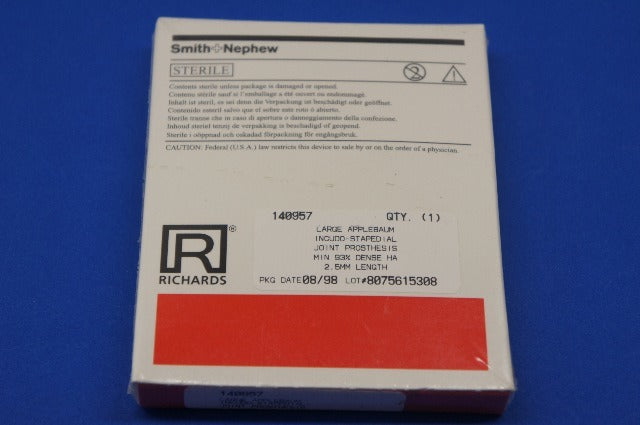 Smith+Nephew
STERILE
Contents sterile unless package is damaged or opened.
Contenu stérile sauf si l'emballage a été ouvert ou endommagé.
Inhalt ist steril, es sei denn die Verpackung ist beschädigt oder geöffnet.
Contenido esteril salvo que el sobre este roto ó abierto.
Sterile tranne che in caso di apertura o danneggiamento della confezione.
Inhoud steriel tenzij de verpakking is beschadigd of geopend.
Sterile i oöppnad och oskadad förpackning för engångsbruk.
CAUTION: Federal (U.S.A.) law restricts this device to sale by or on the order of a physician.
140957 QTY. (1)
LARGE APPLEBAUM
INCUDO-STAPEDIAL
JOINT PROSTHESIS
MIN 93% DENSE HA
2.5MM LENGTH
PKG DATE 08/98 LOT# 8075615308
R ®
RICHARDS
140957